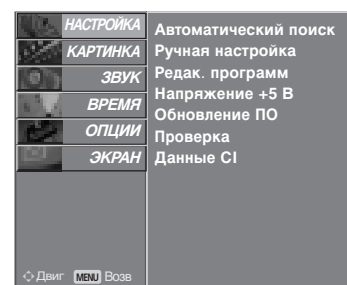 НАСТРОЙКА
КАРТИНКА
ЗВУК
ВРЕМЯ
ОПЦИИ
ЭКРАН
Автоматический поиск
Ручная настройка
Редак. программ
Напряжение +5 В
Обновление ПО
Проверка
Данные CI
Двиг MENU Возв